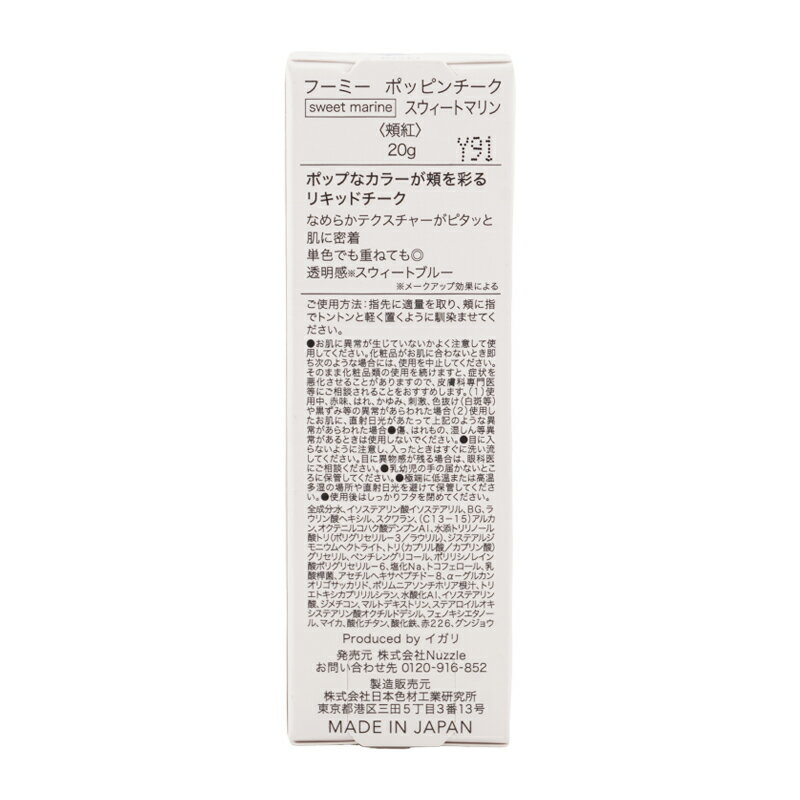 フーミー ポッピンチーク
sweet marine スウィートマリン
〈頬紅〉
20g
Y91
ポップなカラーが頬を彩る
リキッドチーク
なめらかテクスチャーがピタッと
肌に密着
単色でも重ねても◎
透明感※スウィートブルー
※メークアップ効果による
ご使用方法：指先に適量を取り、頬に指
でトントンと軽く置くように馴染ませてく
ださい。
●お肌に異常が生じていないかよく注意して使
用してください。化粧品がお肌に合わないとき即
ち次のような場合には、使用を中止してください。
そのまま化粧品類の使用を続けますと、症状を
悪化させることがありますので、皮膚科専門医
等にご相談されることをおすすめします。（1）使
用中、赤味、はれ、かゆみ、刺激、色抜け（白斑等）
や黒ずみ等の異常があらわれた場合（2）使用し
たお肌に、直射日光があたって上記のような異
常があらわれた場合●傷、はれもの、湿しん等異
常があるときは使用しないでください。●目に入
らないように注意し、入ったときはすぐに洗い流
してください。目に異物感が残る場合は、眼科医
にご相談ください。●乳幼児の手の届かないところ
に保管してください。●極端に低温または高温
多湿の場所や直射日光を避けて保管してくださ
い。●使用後はしっかりフタを閉めてください。
全成分水、イソステアリン酸イソステアリル、BG、ラ
ウリン酸ヘキシル、スクワラン、（C13－15）アルカ
ン、オクテニルコハク酸デンプンAl、水添トリリノール
酸トリ（ポリグリセリル－3／ラウリル）、ジステアルジ
モニウムヘクトライト、トリ（カプリル酸／カプリン酸）
グリセリル、ペンチレングリコール、ポリリシノレイン
酸ポリグリセリル－6、塩化Na、トコフェロール、乳
酸桿菌、アセチルヘキサペプチド－8、α－グルカン
オリゴサッカリド、ポリムニアソンチホリア根汁、トリ
エトキシカプリリルシラン、水酸化Al、イソステアリン
酸、ジメチコン、マルトデキストリン、ステアロイルオキ
システアリン酸オクチルドデシル、フェノキシエタノー
ル、マイカ、酸化チタン、酸化鉄、赤226、グンジョウ
Produced by イガリ
発売元 株式会社Nuzzle
お問い合わせ先 0120-916-852
製造販売元
株式会社日本色材工業研究所
東京都港区三田5丁目3番13号
MADE IN JAPAN